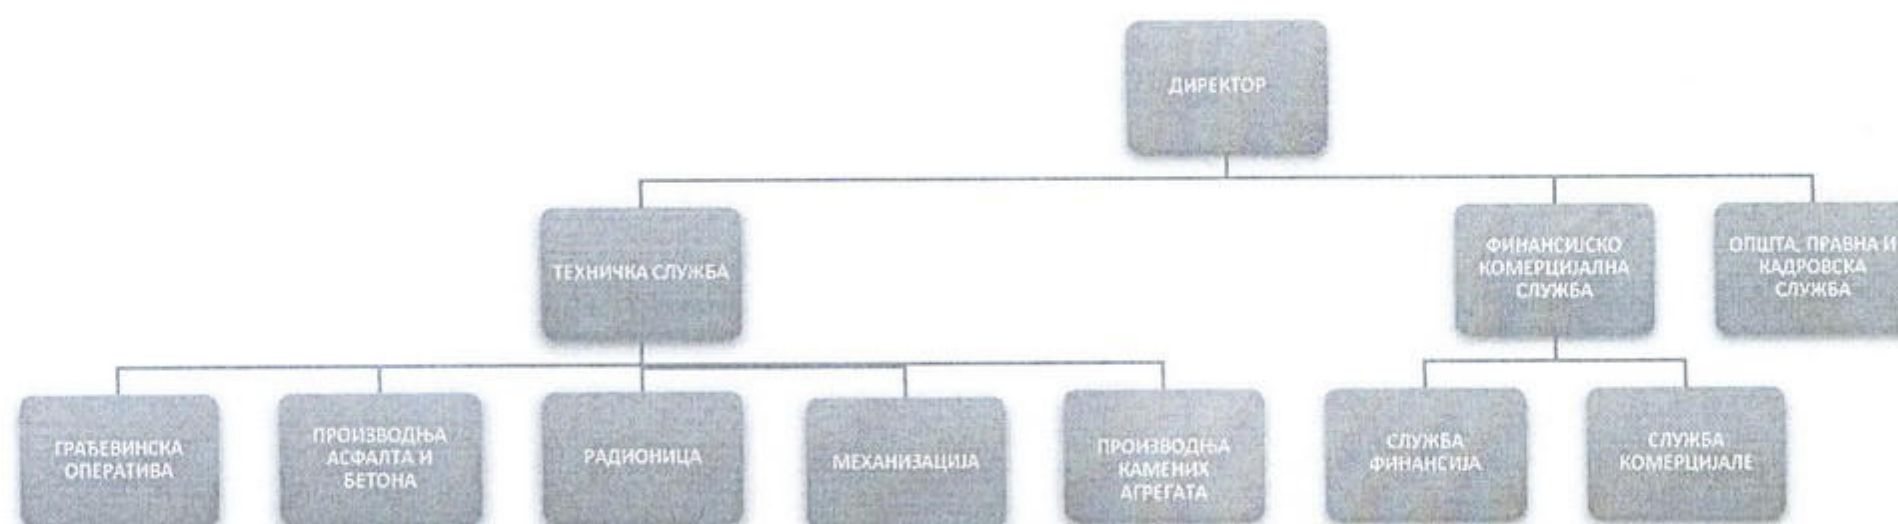 ДИРЕКТОР
ТЕХНИЧКА СЛУЖБА
ФИНАНСИЈСКО
КОМЕРЦИЈАЛНА
СЛУЖБА
ОПШТА, ПРАВНА И
КАДРОВСКА
СЛУЖБА
ГРАЂЕВИНСКА
ОПЕРАТИВА
ПРОИЗВОДЊА
АСФАЛТА И
БЕТОНА
РАДИОНИЦА
МЕХАНИЗАЦИЈА
ПРОИЗВОДЊА
КАМЕНИХ
АГРЕГАТА
СЛУЖБА
ФИНАНСИЈА
СЛУЖБА
КОМЕРЦИЈАЛЕ